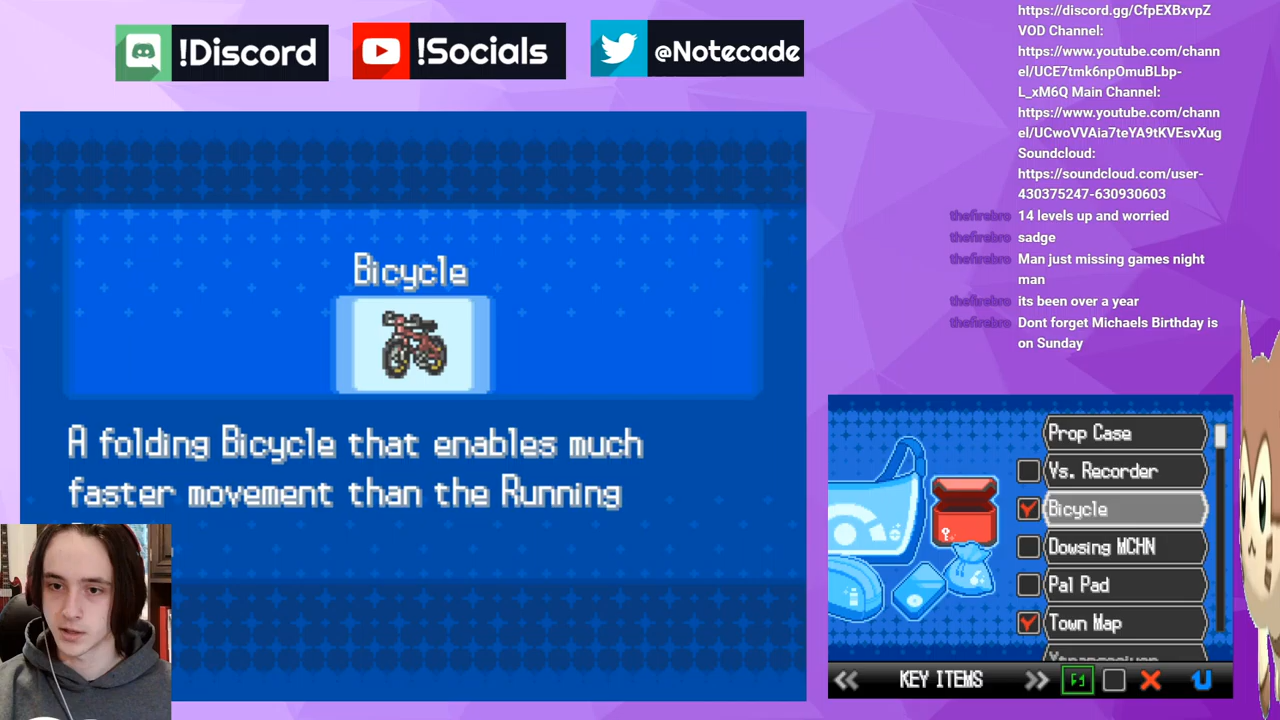 !Discord
!Socials
@Notecade
https://discord.gg/CfpEXBxvpZ
VOD Channel:
https://www.youtube.com/chann
el/UCE7tmk6npOmuBLbp-
L_xM6Q Main Channel:
https://www.youtube.com/chann
el/UCwoVVAia7teYA9tKVEsvXug
Soundcloud:
https://soundcloud.com/user-
430375247-630930603
thefirebro 14 levels up and worried
thefirebro sadge
thefirebro Man just missing games night
man
thefirebro its been over a year
thefirebro Dont forget Michaels Birthday is
on Sunday
Bicycle
A folding Bicycle that enables much
faster movement than the Running
Prop Case
Vs. Recorder
Bicycle
Dowsing MCHN
Pal Pad
Town Map
KEY ITEMS